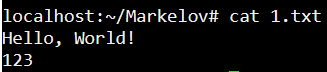 localhost:~/Markelov# cat 1.txt
Hello, World!
123